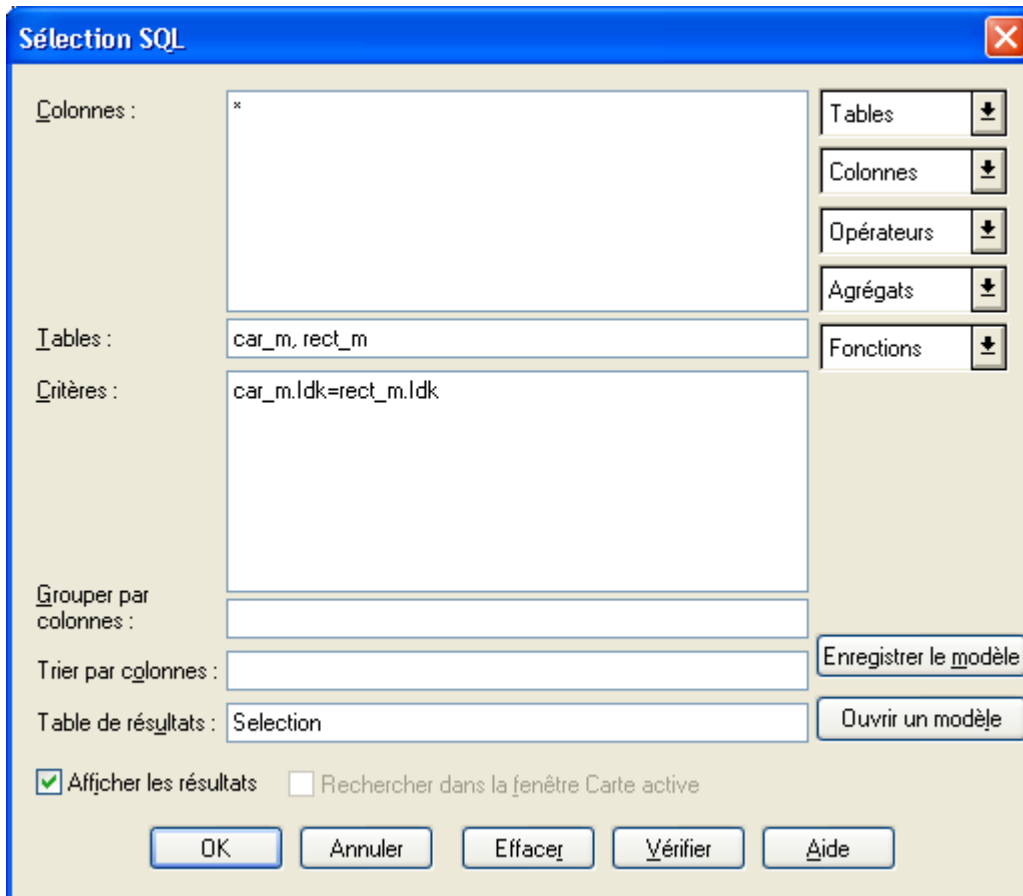 Sélection SQL
Colonnes :
*
Tables
Colonnes
Opérateurs
Agrégats
Fonctions
Tables :
car_m, rect_m
Critères :
car_m.Idk=rect_m.Idk
Grouper par
colonnes :
Trier par colonnes :
Table de résultats :
Selection
Enregistrer le modèle
Ouvrir un modèle
Afficher les résultats
Rechercher dans la fenêtre Carte active
OK
Annuler
Effacer
Vérifier
Aide